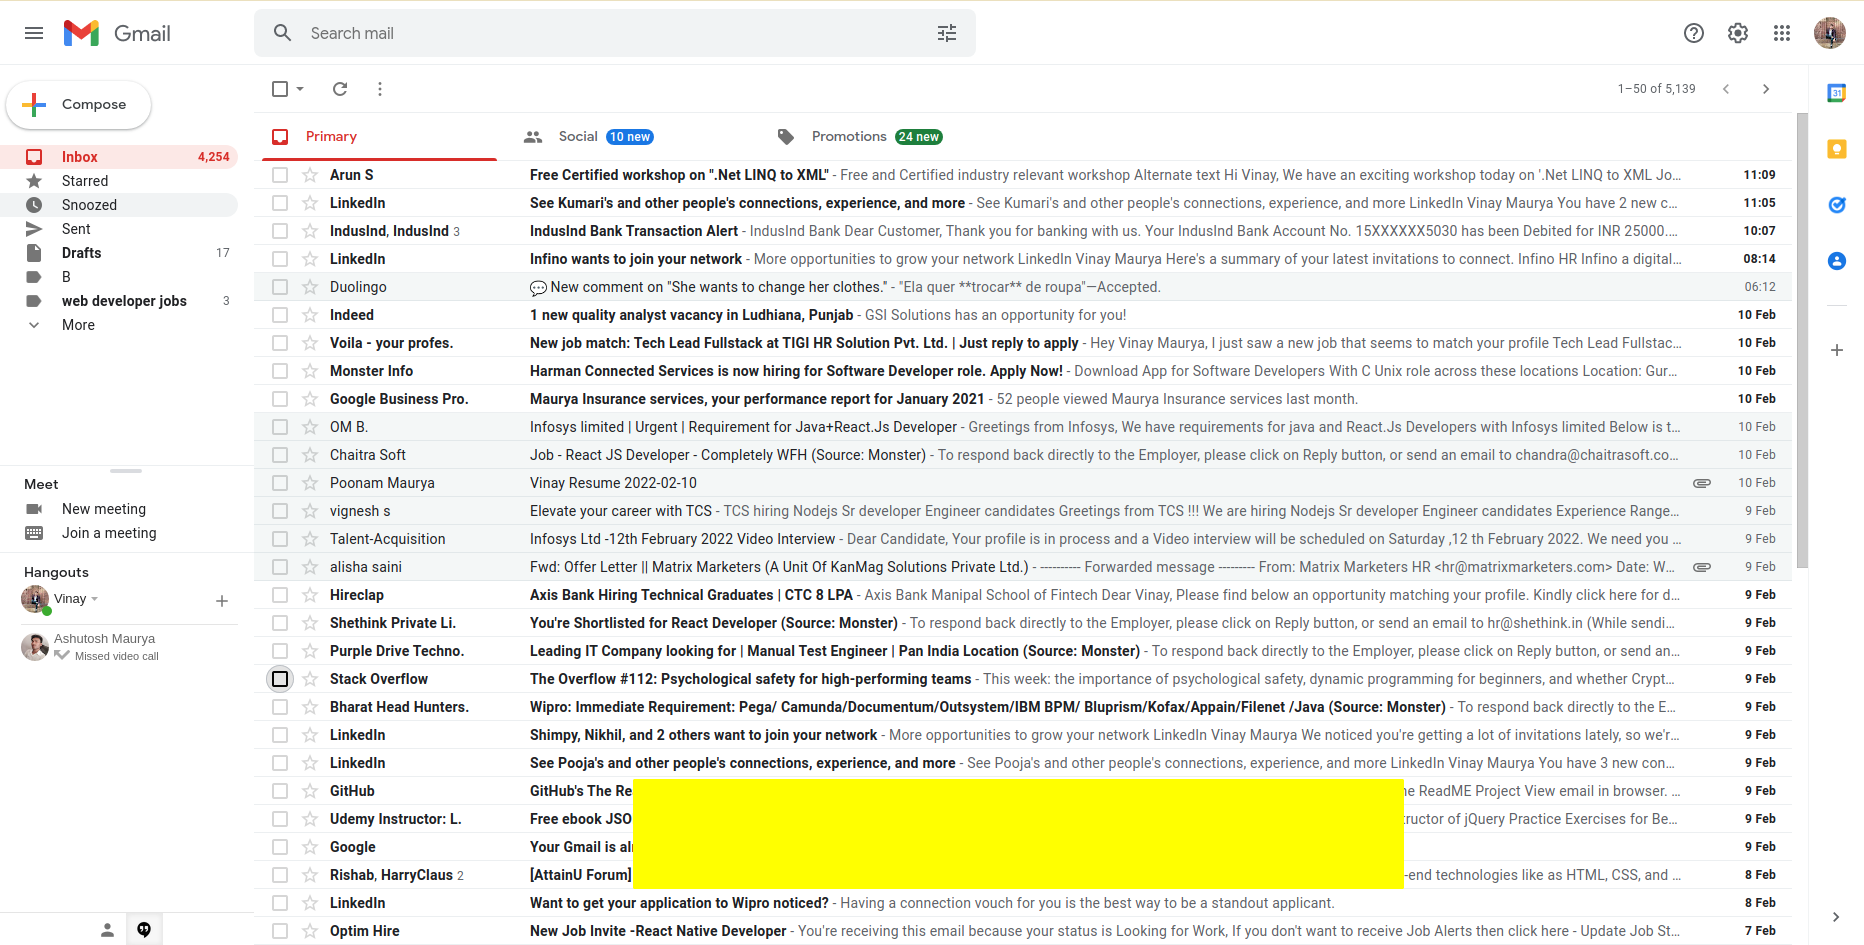 Gmail
Search mail
Compose
1–50 of 5,139
Primary
Social 10 new
Promotions 24 new
Inbox 4,254
Starred
Snoozed
Sent
Drafts 17
B
web developer jobs 3
More
Meet
New meeting
Join a meeting
Hangouts
Vinay
Ashutosh Maurya
Missed video call
Arun S Free Certified workshop on ".Net LINQ to XML" - Free and Certified industry relevant workshop Alternate text Hi Vinay, We have an exciting workshop today on '.Net LINQ to XML Jo… 11:09
LinkedIn See Kumari's and other people's connections, experience, and more - See Kumari's and other people's connections, experience, and more LinkedIn Vinay Maurya You have 2 new c… 11:05
IndusInd, IndusInd 3 IndusInd Bank Transaction Alert - IndusInd Bank Dear Customer, Thank you for banking with us. Your IndusInd Bank Account No. 15XXXXXX5030 has been Debited for INR 25000.… 10:07
LinkedIn Infino wants to join your network - More opportunities to grow your network LinkedIn Vinay Maurya Here's a summary of your latest invitations to connect. Infino HR Infino a digital… 08:14
Duolingo 💬 New comment on "She wants to change her clothes." - "Ela quer **trocar** de roupa"—Accepted. 06:12
Indeed 1 new quality analyst vacancy in Ludhiana, Punjab - GSI Solutions has an opportunity for you! 10 Feb
Voila - your profes. New job match: Tech Lead Fullstack at TIGI HR Solution Pvt. Ltd. | Just reply to apply - Hey Vinay Maurya, I just saw a new job that seems to match your profile Tech Lead Fullstac… 10 Feb
Monster Info Harman Connected Services is now hiring for Software Developer role. Apply Now! - Download App for Software Developers With C Unix role across these locations Location: Gur… 10 Feb
Google Business Pro. Maurya Insurance services, your performance report for January 2021 - 52 people viewed Maurya Insurance services last month. 10 Feb
OM B. Infosys limited | Urgent | Requirement for Java+React.Js Developer - Greetings from Infosys, We have requirements for java and React.Js Developers with Infosys limited Below is t… 10 Feb
Chaitra Soft Job - React JS Developer - Completely WFH (Source: Monster) - To respond back directly to the Employer, please click on Reply button, or send an email to chandra@chaitrasoft.co… 10 Feb
Poonam Maurya Vinay Resume 2022-02-10 10 Feb
vignesh s Elevate your career with TCS - TCS hiring Nodejs Sr developer Engineer candidates Greetings from TCS !!! We are hiring Nodejs Sr developer Engineer candidates Experience Range… 9 Feb
Talent-Acquisition Infosys Ltd -12th February 2022 Video Interview - Dear Candidate, Your profile is in process and a Video interview will be scheduled on Saturday ,12 th February 2022. We need you … 9 Feb
alisha saini Fwd: Offer Letter || Matrix Marketers (A Unit Of KanMag Solutions Private Ltd.) - ---------- Forwarded message --------- From: Matrix Marketers HR <hr@matrixmarketers.com> Date: W… 9 Feb
Hireclap Axis Bank Hiring Technical Graduates | CTC 8 LPA - Axis Bank Manipal School of Fintech Dear Vinay, Please find below an opportunity matching your profile. Kindly click here for d… 9 Feb
Shethink Private Li. You're Shortlisted for React Developer (Source: Monster) - To respond back directly to the Employer, please click on Reply button, or send an email to hr@shethink.in (While sendi… 9 Feb
Purple Drive Techno. Leading IT Company looking for | Manual Test Engineer | Pan India Location (Source: Monster) - To respond back directly to the Employer, please click on Reply button, or send an… 9 Feb
Stack Overflow The Overflow #112: Psychological safety for high-performing teams - This week: the importance of psychological safety, dynamic programming for beginners, and whether Crypt… 9 Feb
Bharat Head Hunters. Wipro: Immediate Requirement: Pega/ Camunda/Documentum/Outsystem/IBM BPM/ Bluprism/Kofax/Appain/Filenet /Java (Source: Monster) - To respond back directly to the E… 9 Feb
LinkedIn Shimpy, Nikhil, and 2 others want to join your network - More opportunities to grow your network LinkedIn Vinay Maurya We noticed you're getting a lot of invitations lately, so we'r… 9 Feb
LinkedIn See Pooja's and other people's connections, experience, and more - See Pooja's and other people's connections, experience, and more LinkedIn Vinay Maurya You have 3 new con… 9 Feb
GitHub GitHub's The Re ReadME Project View email in browser. … 9 Feb
Udemy Instructor: L. Free ebook JSO of jQuery Practice Exercises for Be… 9 Feb
Google Your Gmail is 9 Feb
Rishab, HarryClaus 2 [AttainU Forum] -end technologies like as HTML, CSS, and … 8 Feb
LinkedIn Want to get your application to Wipro noticed? - Having a connection vouch for you is the best way to be a standout applicant. 8 Feb
Optim Hire New Job Invite -React Native Developer - You're receiving this email because your status is Looking for Work, If you don't want to receive Job Alerts then click here - Update Job St… 7 Feb
31